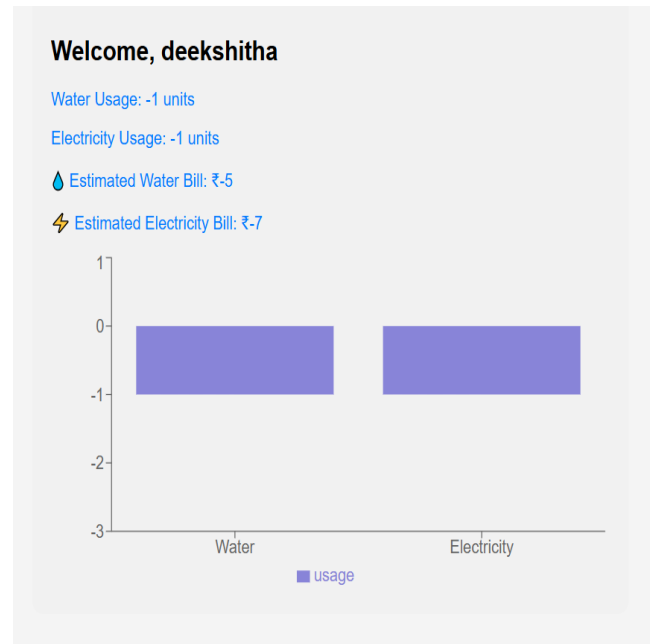 Welcome, deekshitha
Water Usage: -1 units
Electricity Usage: -1 units
💧 Estimated Water Bill: ₹-5
⚡ Estimated Electricity Bill: ₹-7
1
0
-1
-2
-3
Water Electricity
usage